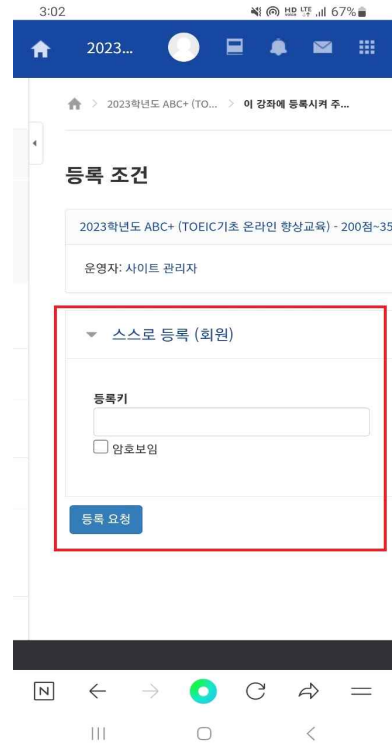 3:02
67%
2023...
2023학년도 ABC+ (TO... > 이 강좌에 등록시켜 주...
등록 조건
2023학년도 ABC+ (TOEIC기초 온라인 향상교육) - 200점~35
운영자: 사이트 관리자
스스로 등록 (회원)
등록키
암호보임
등록 요청
N